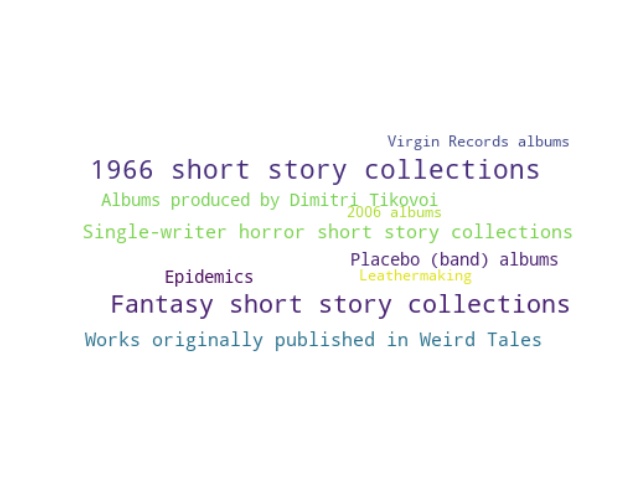 Virgin Records albums
1966 short story collections
Albums produced by Dimitri Tikovoi
2006 albums
Single-writer horror short story collections
Placebo (band) albums
Epidemics
Leathermaking
Fantasy short story collections
Works originally published in Weird Tales